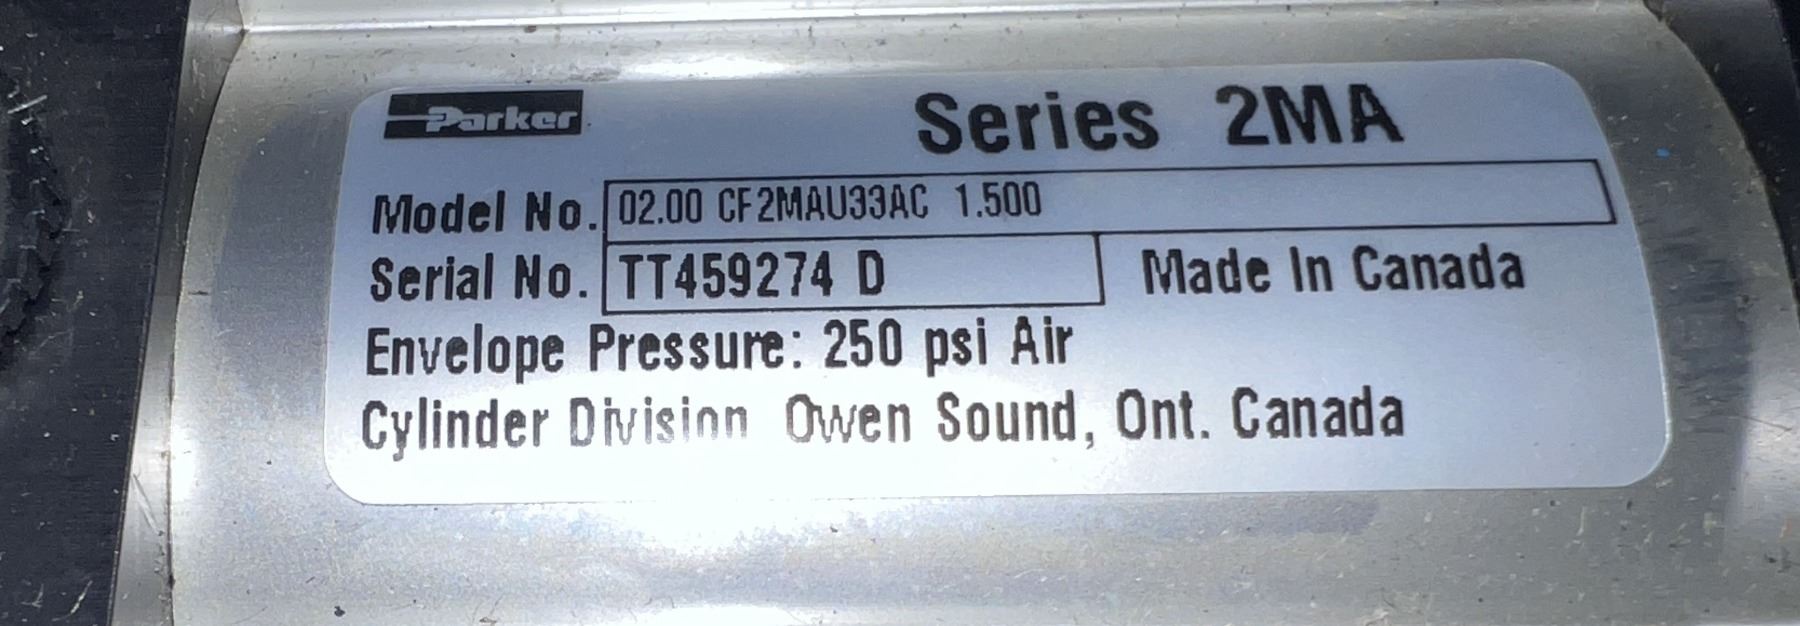 Parker
Series 2MA
Model No. 02.00 CF2MAU33AC 1.500
Serial No. TT459274 D Made In Canada
Envelope Pressure: 250 psi Air
Cylinder Division Owen Sound, Ont. Canada